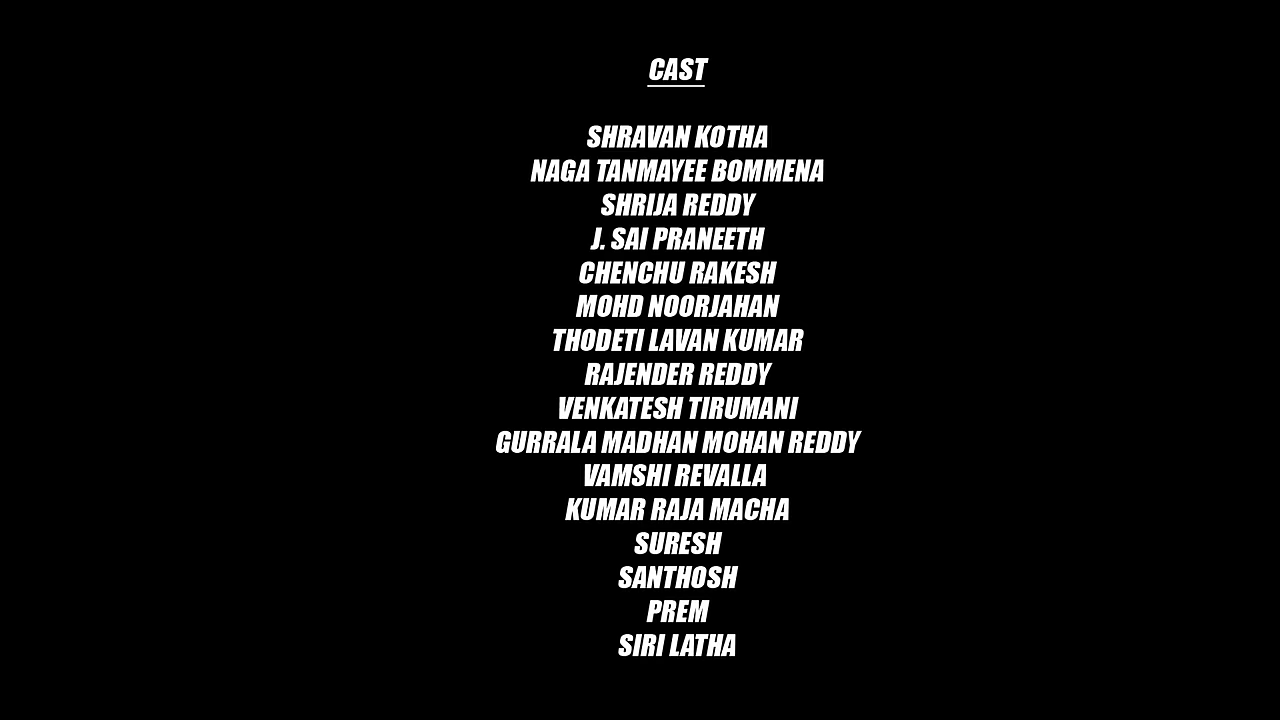 CAST
SHRAVAN KOTHA
NAGA TANMAYEE BOMMENA
SHRIJA REDDY
J. SAI PRANEETH
CHENCHU RAKESH
MOHD NOORJAHAN
THODETI LAVAN KUMAR
RAJENDER REDDY
VENKATESH TIRUMANI
GURRALA MADHAN MOHAN REDDY
VAMSHI REVALLA
KUMAR RAJA MACHA
SURESH
SANTHOSH
PREM
SIRI LATHA